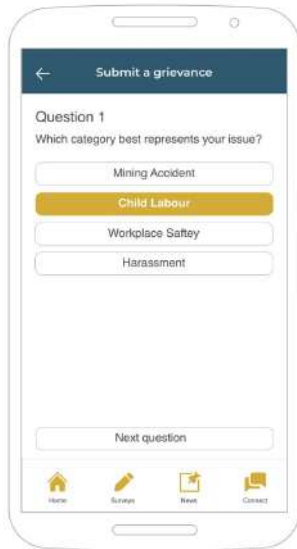 Submit a grievance
Question 1
Which category best represents your issue?
Mining Accident
Child Labour
Workplace Saftey
Harassment
Next question
Home Surveys News Connect